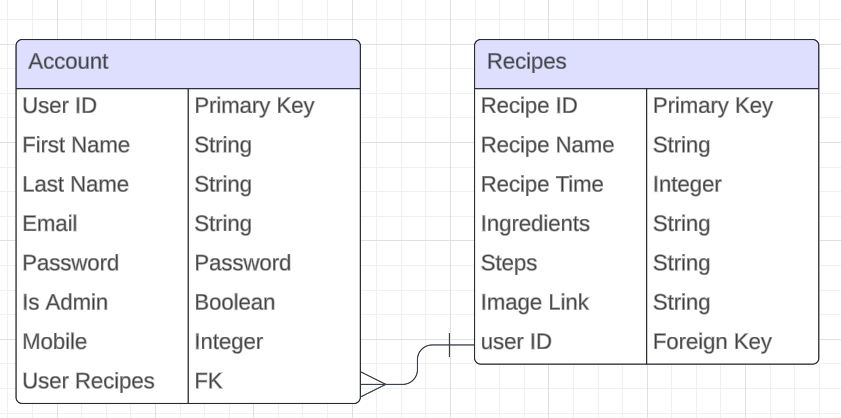 Account
User ID Primary Key
First Name String
Last Name String
Email String
Password Password
Is Admin Boolean
Mobile Integer
User Recipes FK
Recipes
Recipe ID Primary Key
Recipe Name String
Recipe Time Integer
Ingredients String
Steps String
Image Link String
user ID Foreign Key